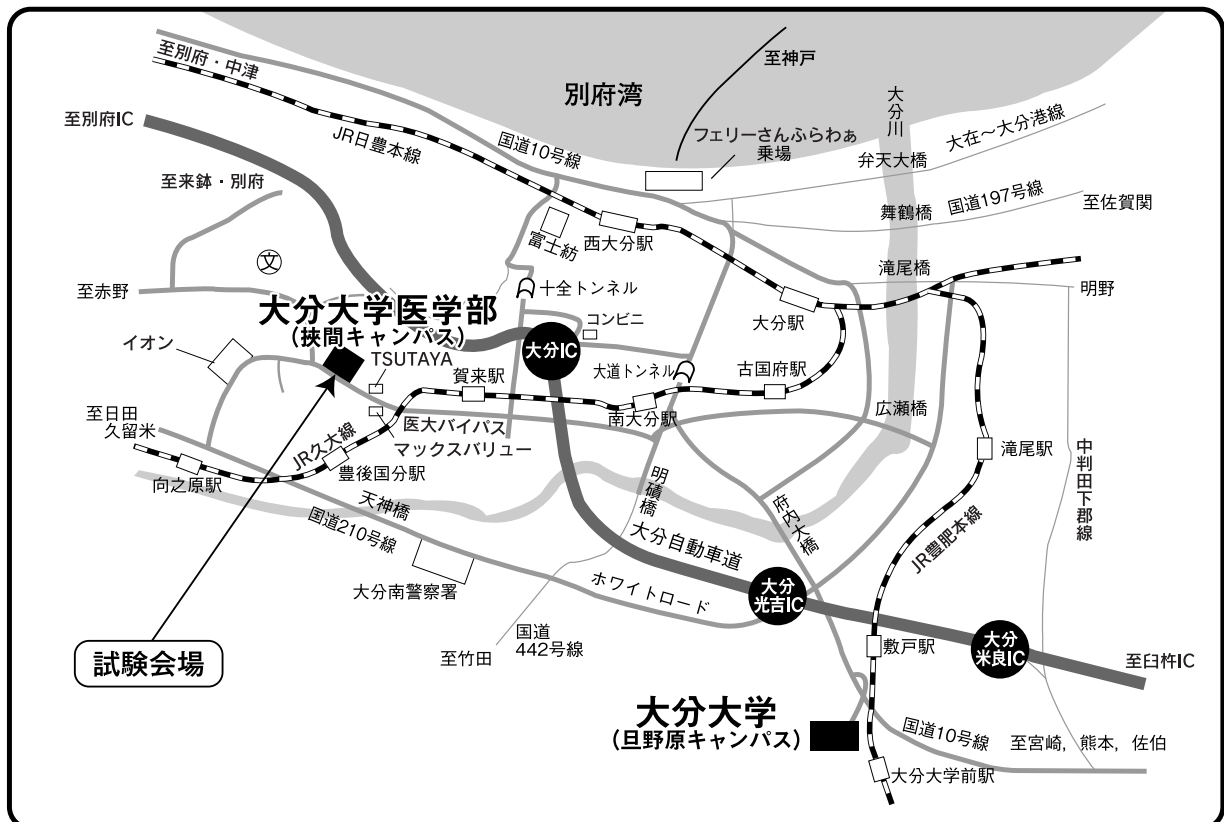 至別府・中津
至神戸
別府湾
至別府IC
大分川
JR日豊本線
国道10号線
フェリーさんふらわぁ
乗場
大在～大分港線
弁天大橋
至来鉢・別府
舞鶴橋
国道197号線
至佐賀関
富士紡
西大分駅
文
滝尾橋
至赤野
十全トンネル
明野
大分大学医学部
(挾間キャンパス)
大分駅
コンビニ
イオン
大分IC
TSUTAYA
大道トンネル
古国府駅
賀来駅
至日田
久留米
南大分駅
広瀬橋
医大バイパス
マックスバリュー
JR久大線
豊後国分駅
滝尾駅
中判田下郡線
向之原駅
明磧橋
天神橋
国道210号線
府内大橋
大分自動車道
JR豊肥本線
大分南警察署
ホワイトロード
大分
光吉IC
国道
442号線
至竹田
敷戸駅
大分
米良IC
至臼杵IC
試験会場
大分大学
(旦野原キャンパス)
国道10号線
至宮崎，熊本，佐伯
大分大学前駅